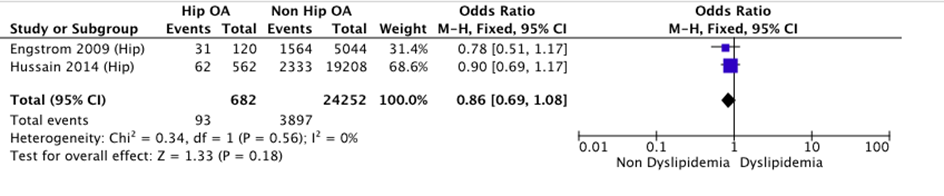 Hip OA Non Hip OA Odds Ratio Odds Ratio
Study or Subgroup Events Total Events Total Weight M-H, Fixed, 95% CI M-H, Fixed, 95% CI
Engstrom 2009 (Hip) 31 120 1564 5044 31.4% 0.78 [0.51, 1.17]
Hussain 2014 (Hip) 62 562 2333 19208 68.6% 0.90 [0.69, 1.17]
Total (95% CI) 682 24252 100.0% 0.86 [0.69, 1.08]
Total events 93 3897
Heterogeneity: Chi² = 0.34, df = 1 (P = 0.56); I² = 0%
Test for overall effect: Z = 1.33 (P = 0.18)
0.01 0.1 1 10 100
Non Dyslipidemia Dyslipidemia